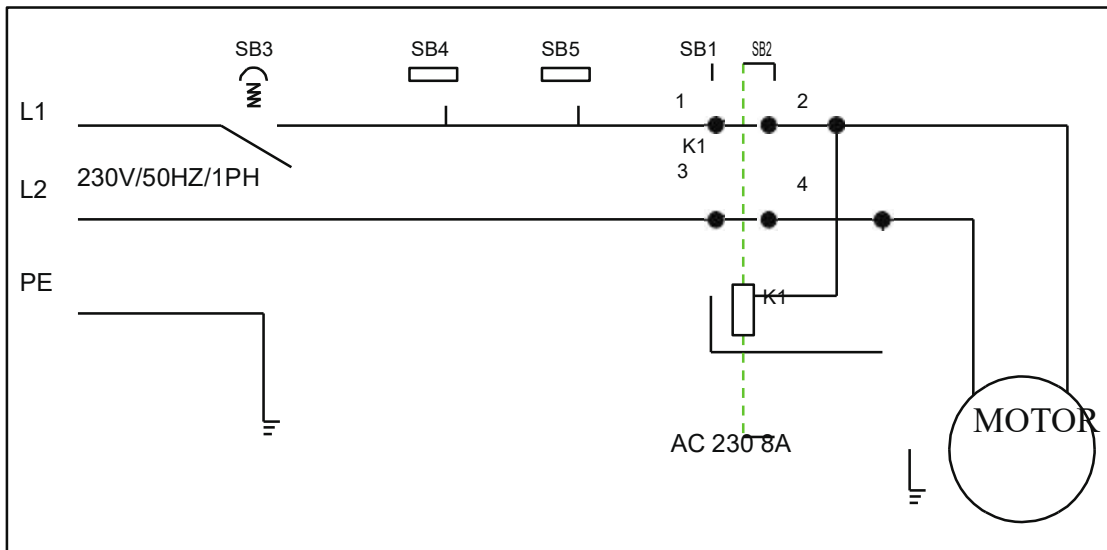 SB3 SB4 SB5 SB1 SB2
L1 1 2
K1
230V/50HZ/1PH 3 4
L2
PE
K1
MOTOR
AC 230 8A